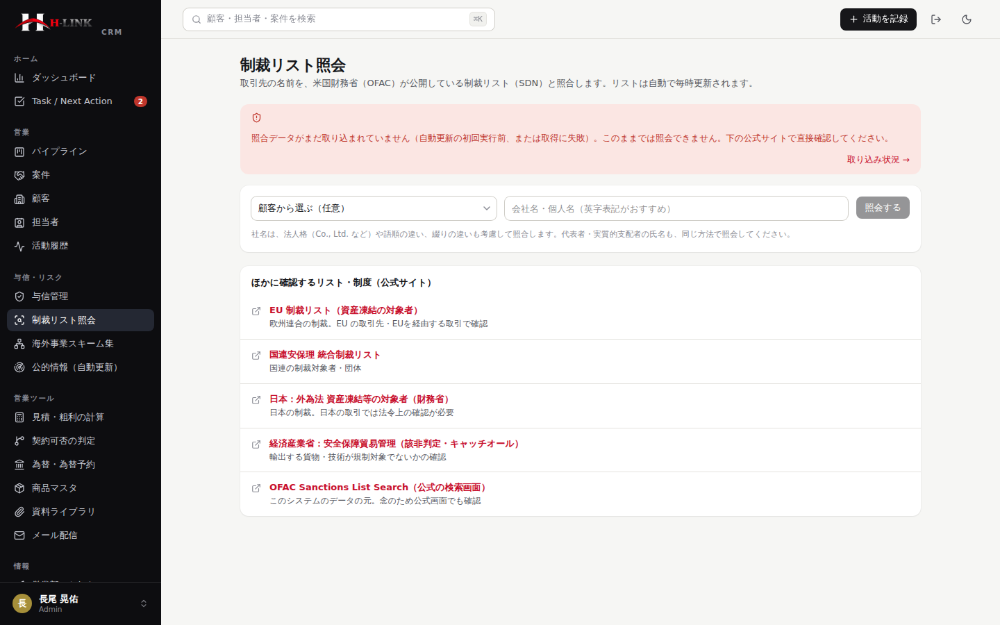 H-LINK
CRM
ホーム
ダッシュボード
Task / Next Action
2
営業
パイプライン
案件
顧客
担当者
活動履歴
与信・リスク
与信管理
制裁リスト照会
海外事業スキーム集
公的情報（自動更新）
営業ツール
見積・粗利の計算
契約可否の判定
為替・為替予約
商品マスタ
資料ライブラリ
メール配信
情報
長
長尾 晃佑
Admin
顧客・担当者・案件を検索
⌘K
活動を記録
制裁リスト照会
取引先の名前を、米国財務省（OFAC）が公開している制裁リスト（SDN）と照合します。リストは自動で毎時更新されます。
照合データがまだ取り込まれていません（自動更新の初回実行前、または取得に失敗）。このままでは照会できません。下の公式サイトで直接確認してください。
取り込み状況 →
顧客から選ぶ（任意）
会社名・個人名（英字表記がおすすめ）
照会する
社名は、法人格（Co., Ltd. など）や語順の違い、綴りの違いも考慮して照合します。代表者・実質的支配者の氏名も、同じ方法で照会してください。
ほかに確認するリスト・制度（公式サイト）
EU 制裁リスト（資産凍結の対象者）
欧州連合の制裁。EU の取引先・EUを経由する取引で確認
国連安保理 統合制裁リスト
国連の制裁対象者・団体
日本：外為法 資産凍結等の対象者（財務省）
日本の制裁。日本の取引では法令上の確認が必要
経済産業省：安全保障貿易管理（該非判定・キャッチオール）
輸出する貨物・技術が規制対象でないかの確認
OFAC Sanctions List Search（公式の検索画面）
このシステムのデータの元。念のため公式画面でも確認